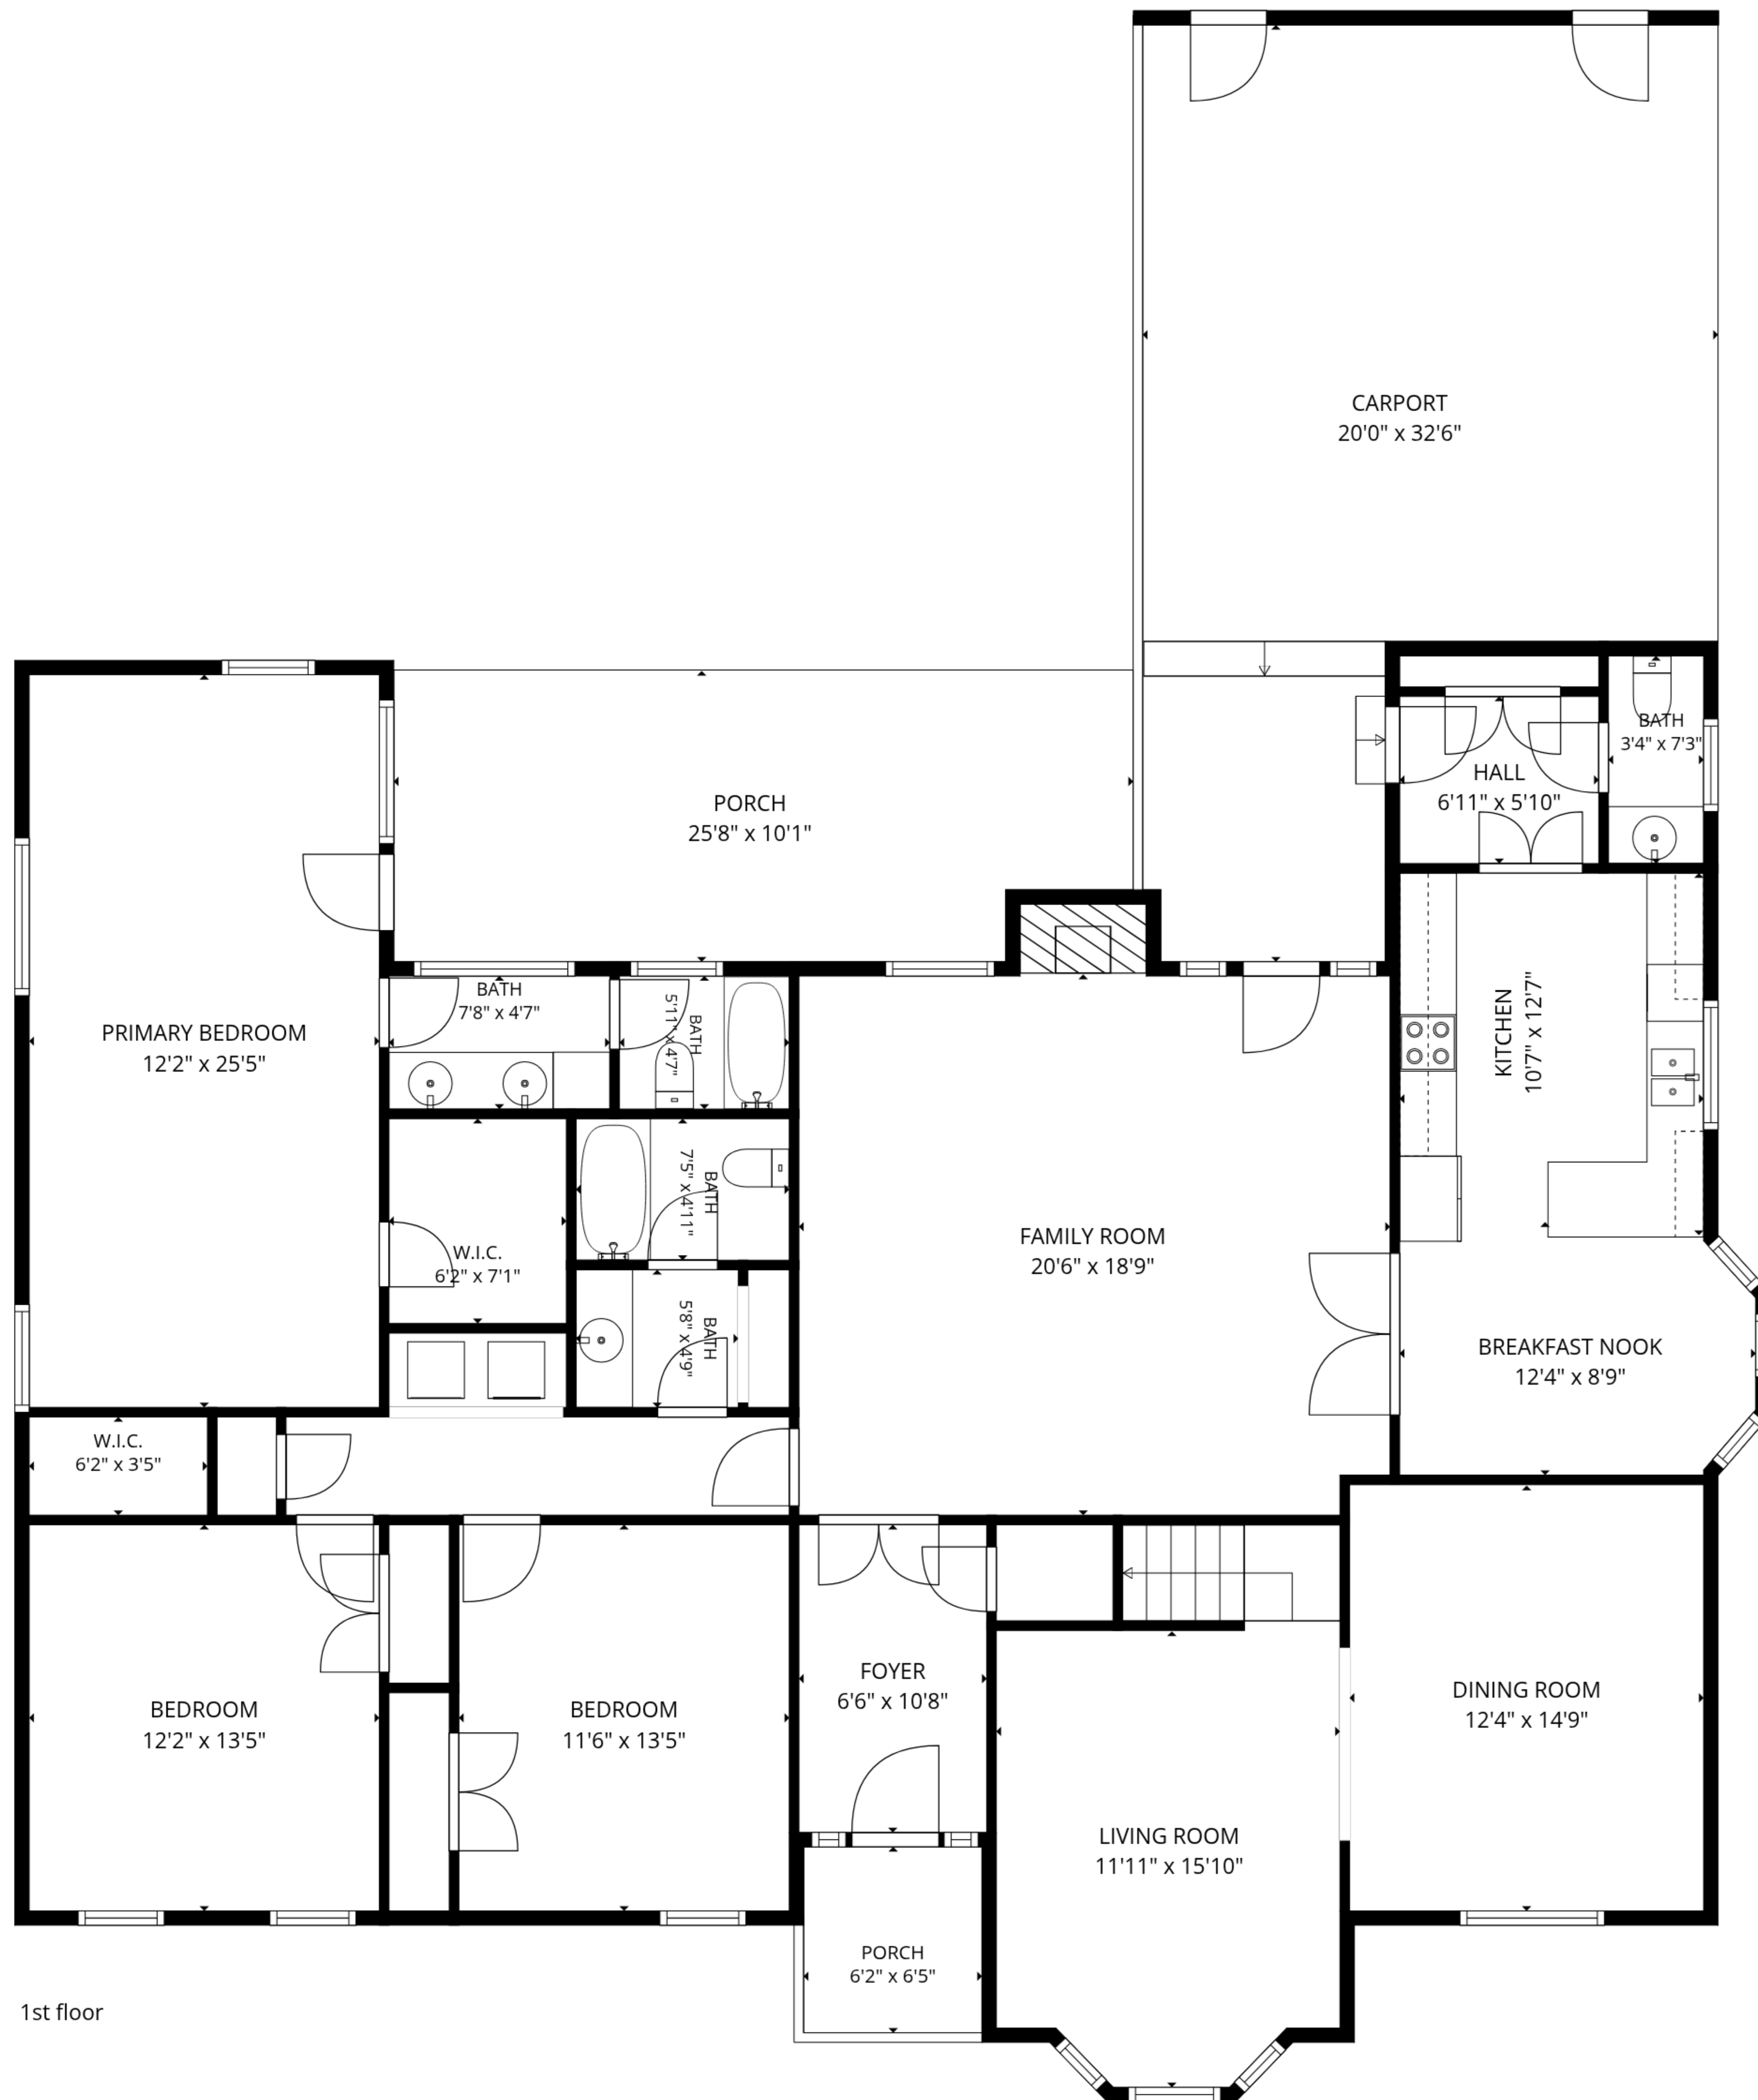 CARPORT
20'0" x 32'6"
PORCH
25'8" x 10'1"
BATH
3'4" x 7'3"
HALL
6'11" x 5'10"
PRIMARY BEDROOM
12'2" x 25'5"
BATH
7'8" x 4'7"
BATH
5'11" x 4'7"
KITCHEN
10'7" x 12'7"
BATH
7'5" x 4'11"
W.I.C.
6'2" x 7'1"
FAMILY ROOM
20'6" x 18'9"
BATH
5'8" x 4'9"
BREAKFAST NOOK
12'4" x 8'9"
W.I.C.
6'2" x 3'5"
BEDROOM
12'2" x 13'5"
BEDROOM
11'6" x 13'5"
FOYER
6'6" x 10'8"
DINING ROOM
12'4" x 14'9"
LIVING ROOM
11'11" x 15'10"
PORCH
6'2" x 6'5"
1st floor